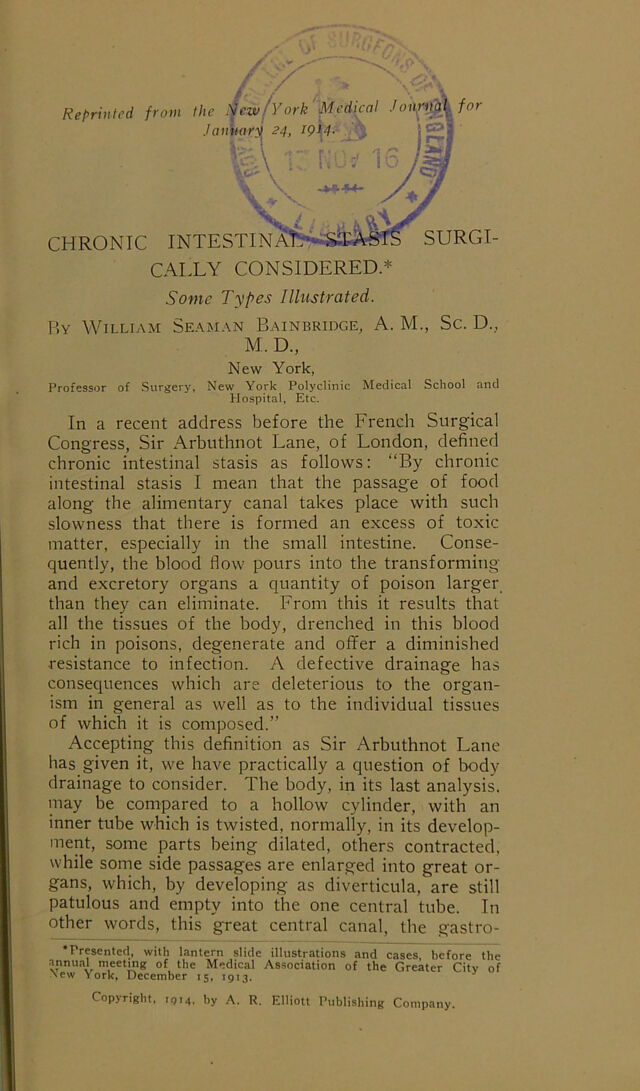 OF SURGEONS OF
Reprinted from the New York Medical Journal for
January 24, 1914.
13 NOV 16
LIBRARY
CHRONIC INTESTINAL STASIS SURGI-
CALLY CONSIDERED.*
Some Types Illustrated.
By William Seaman Bainbridge, A. M., Sc. D.,
M. D.,
New York,
Professor of Surgery, New York Polyclinic Medical School and
Hospital, Etc.
In a recent address before the French Surgical
Congress, Sir Arbuthnot Lane, of London, defined
chronic intestinal stasis as follows: “By chronic
intestinal stasis I mean that the passage of food
along the alimentary canal takes place with such
slowness that there is formed an excess of toxic
matter, especially in the small intestine. Conse-
quently, the blood flow pours into the transforming
and excretory organs a quantity of poison larger
than they can eliminate. From this it results that
all the tissues of the body, drenched in this blood
rich in poisons, degenerate and offer a diminished
resistance to infection. A defective drainage has
consequences which are deleterious to the organ-
ism in general as well as to the individual tissues
of which it is composed.”
Accepting this definition as Sir Arbuthnot Lane
has given it, we have practically a question of body
drainage to consider. The body, in its last analysis,
may be compared to a hollow cylinder, with an
inner tube which is twisted, normally, in its develop-
ment, some parts being dilated, others contracted,
while some side passages are enlarged into great or-
gans, which, by developing as diverticula, are still
patulous and empty into the one central tube. In
other words, this great central canal, the gastro-
*Presented, with lantern slide illustrations and cases, before the
annual meeting of the Medical Association of the Greater City of
New York, December 15, 1913.
Copyright, 1914, by A. R. Elliott Publishing Company.